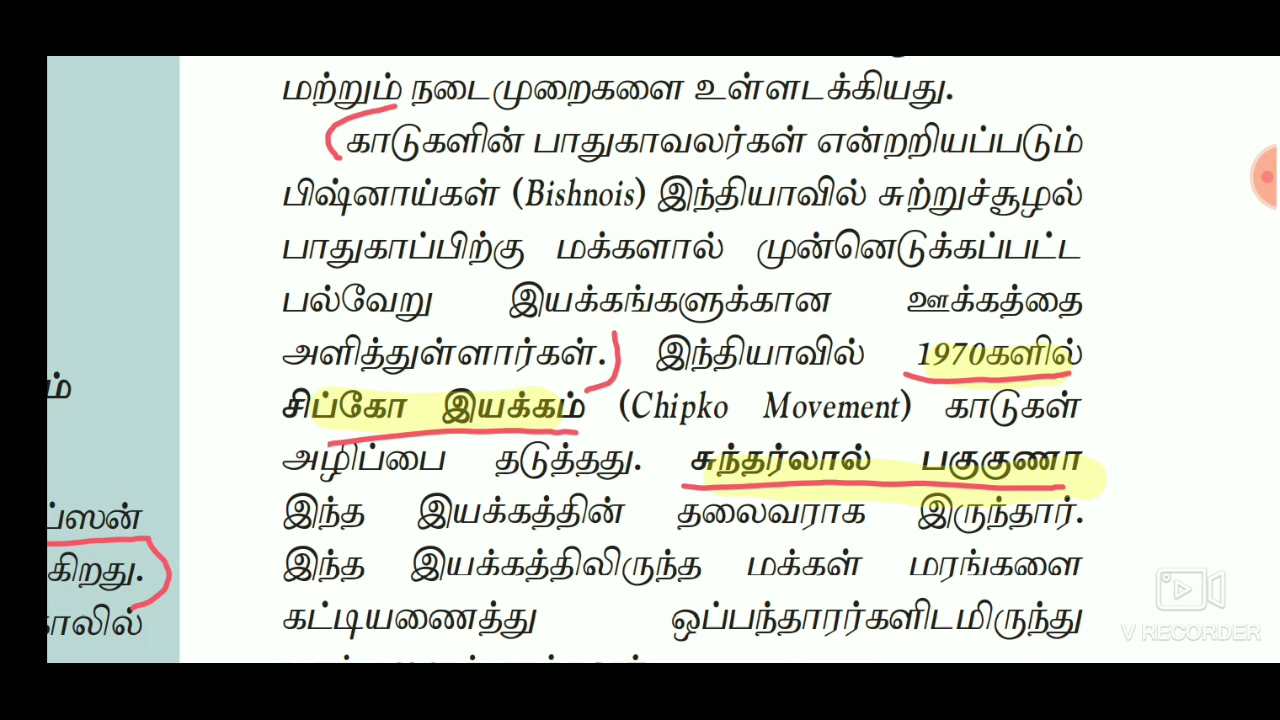 மற்றும் நடைமுறைகளை உள்ளடக்கியது.
காடுகளின் பாதுகாவலர்கள் என்றறியப்படும்
பிஷ்னாய்கள் (Bishnois) இந்தியாவில் சுற்றுச்சூழல்
பாதுகாப்பிற்கு மக்களால் முன்னெடுக்கப்பட்ட
பல்வேறு இயக்கங்களுக்கான ஊக்கத்தை
அளித்துள்ளார்கள். இந்தியாவில் 1970களில்
சிப்கோ இயக்கம் (Chipko Movement) காடுகள்
அழிப்பை தடுத்தது. சுந்தர்லால் பகுகுணா
இந்த இயக்கத்தின் தலைவராக இருந்தார்.
இந்த இயக்கத்திலிருந்த மக்கள் மரங்களை
கட்டியணைத்து ஒப்பந்தாரர்களிடமிருந்து
ம்
ப்ஸன்
கிறது.
ாலில்
V RECORDER